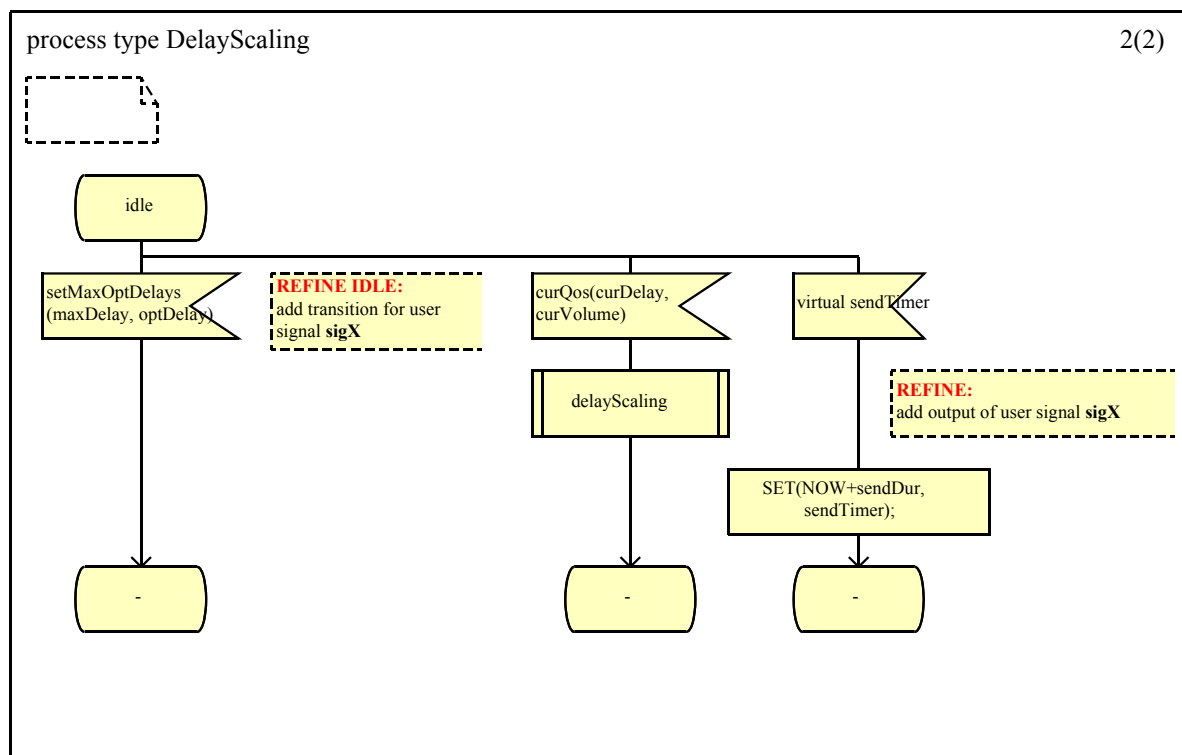 process type DelayScaling
2(2)
idle
setMaxOptDelays
(maxDelay, optDelay)
REFINE IDLE:
add transition for user
signal sigX
curQos(curDelay,
curVolume)
virtual sendTimer
delayScaling
REFINE:
add output of user signal sigX
SET(NOW+sendDur,
sendTimer);
-
-
-